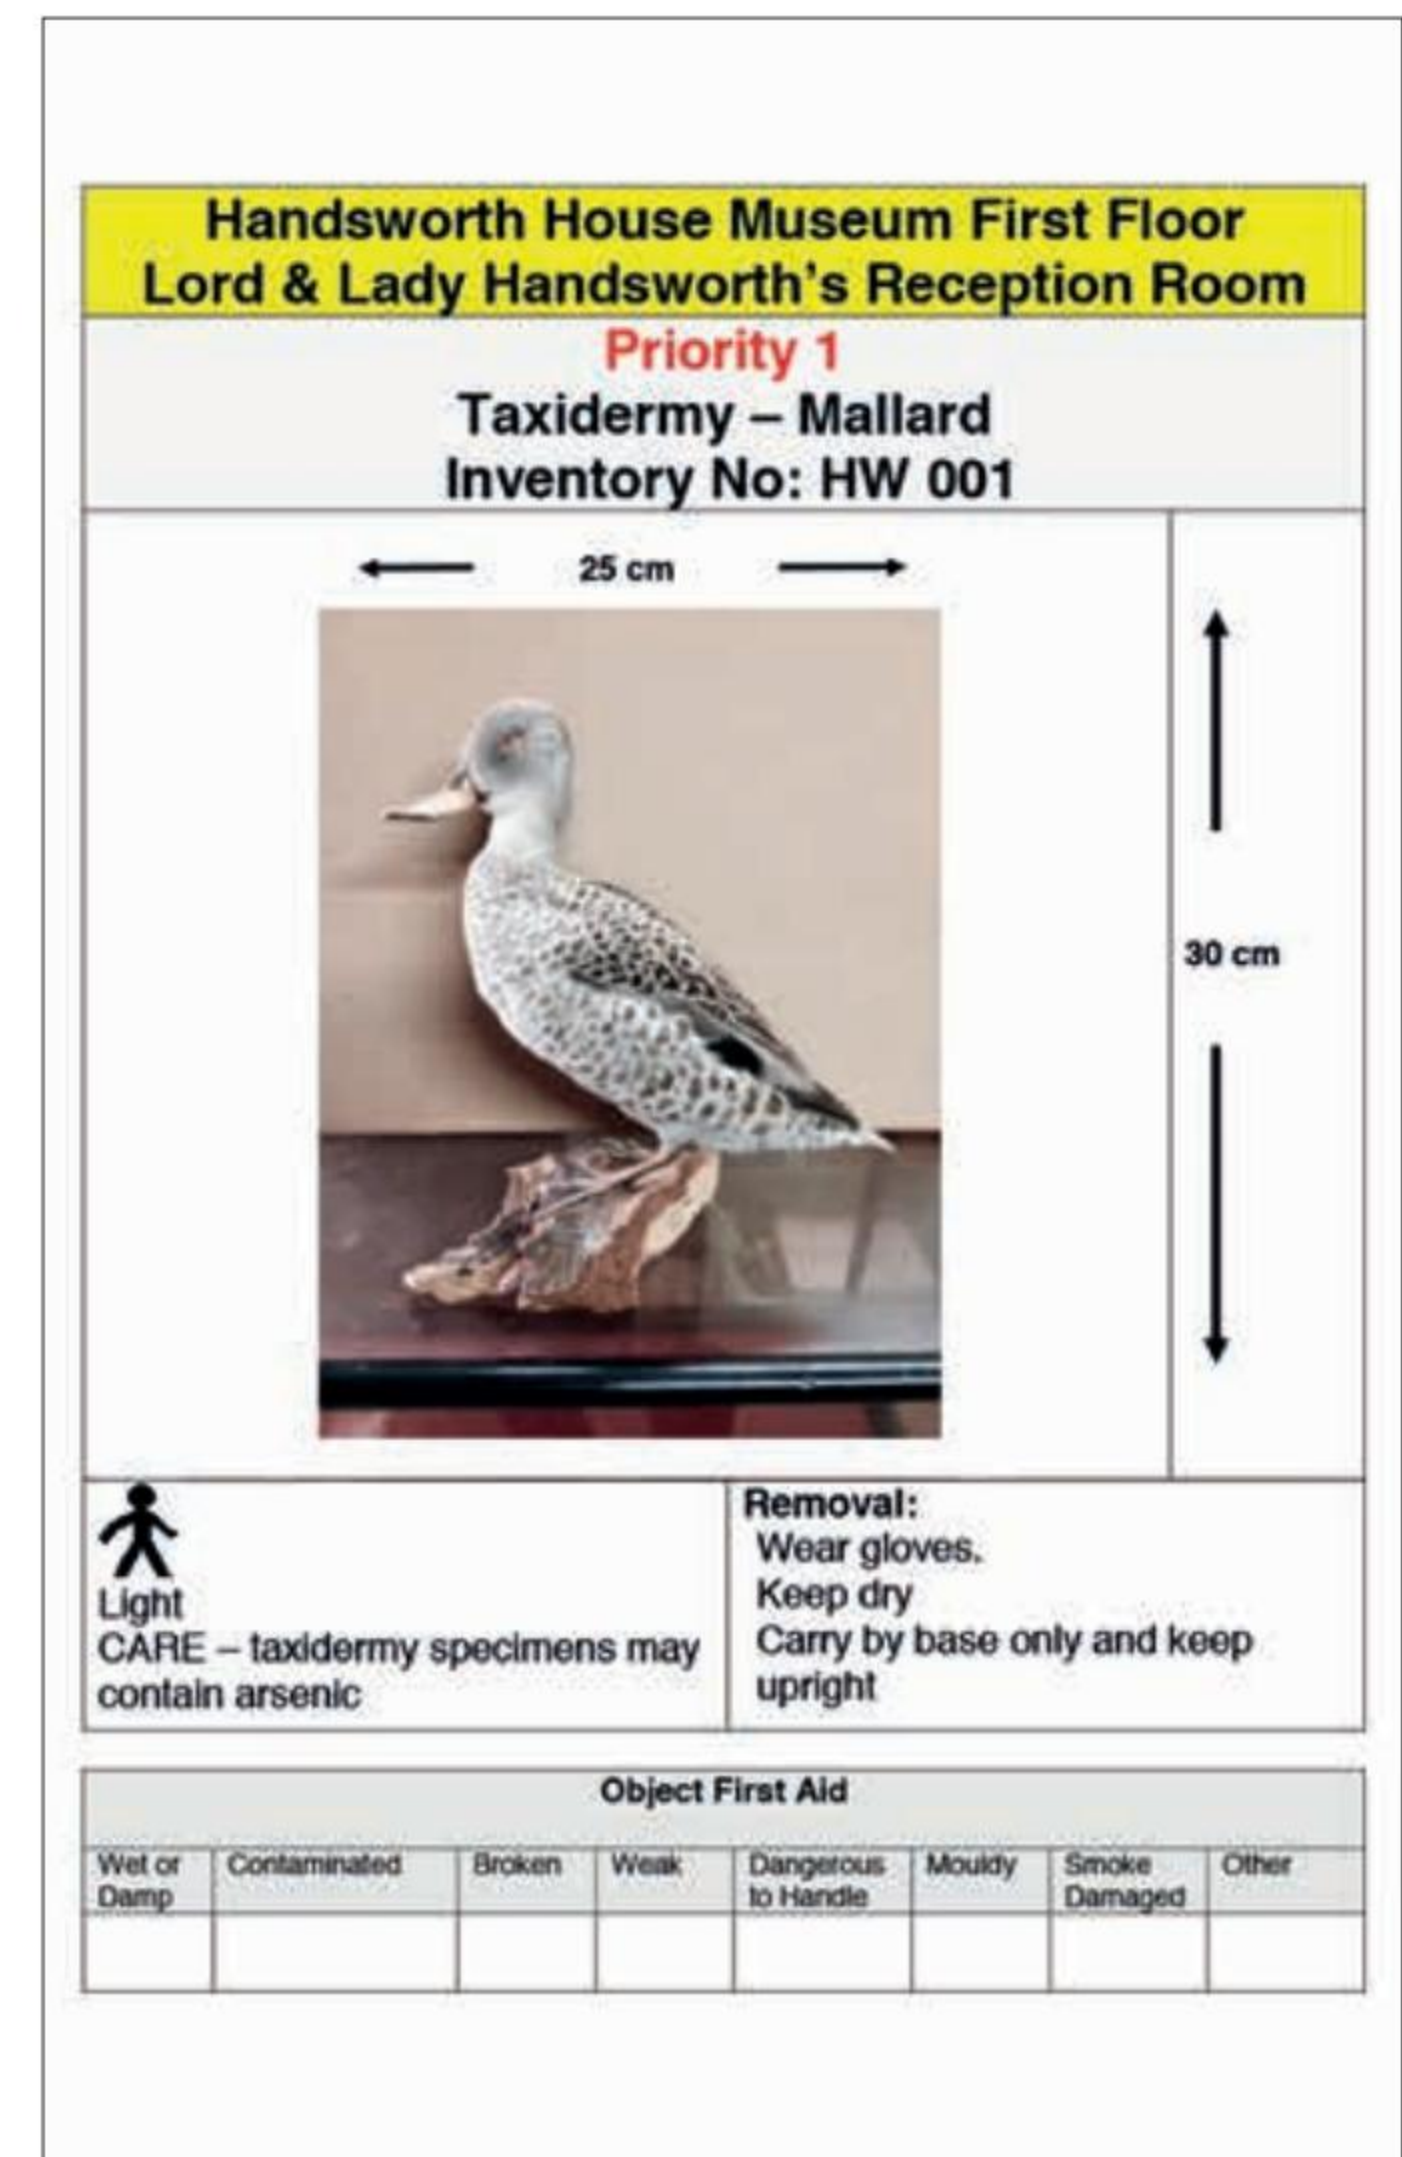 Handsworth House Museum First Floor
Lord & Lady Handsworth's Reception Room
Priority 1
Taxidermy – Mallard
Inventory No: HW 001
25 cm
30 cm
Light
CARE – taxidermy specimens may
contain arsenic
Removal:
Wear gloves.
Keep dry
Carry by base only and keep
upright
Object First Aid
Wet or
Damp
Contaminated
Broken
Weak
Dangerous
to Handle
Mouldy
Smoke
Damaged
Other